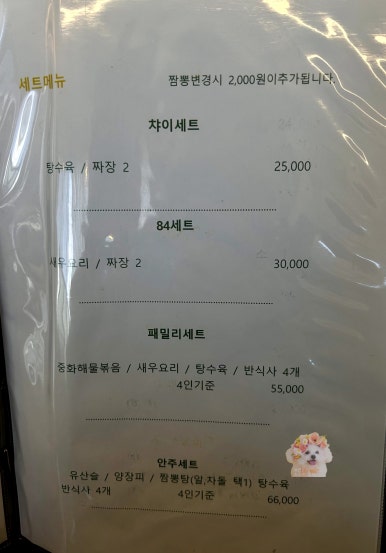 세트메뉴
짬뽕변경시 2,000원이추가됩니다.
챠이세트
탕수육 / 짜장 2 25,000
84세트
새우요리 / 짜장 2 30,000
패밀리세트
중화해물볶음 / 새우요리 / 탕수육 / 반식사 4개
4인기준 55,000
안주세트
유산슬 / 양장피 / 짬뽕탕(알,차돌 택1) 탕수육
반식사 4개 4인기준 66,000